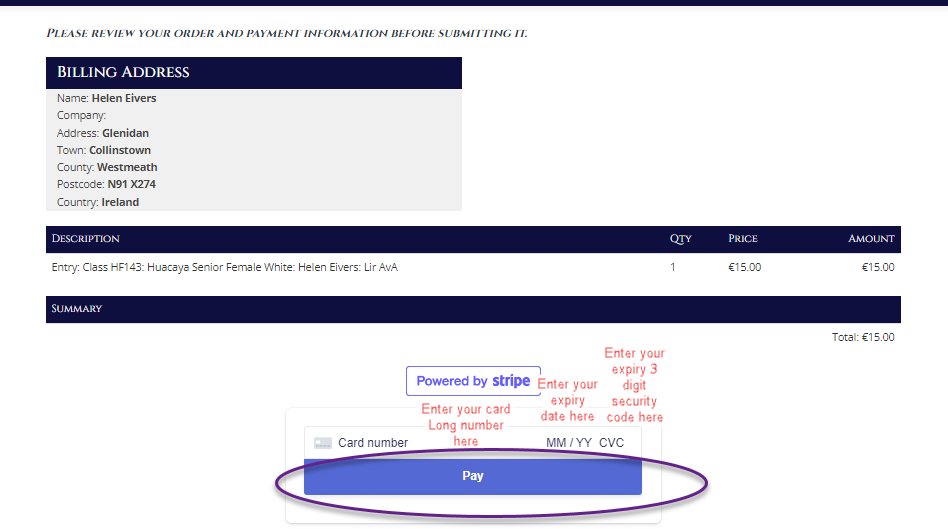 Please review your order and payment information before submitting it.
Billing Address
Name: Helen Eivers
Company:
Address: Glenidan
Town: Collinstown
County: Westmeath
Postcode: N91 X274
Country: Ireland
Description Qty Price Amount
Entry: Class HF143: Huacaya Senior Female White: Helen Eivers: Lir AvA 1 €15.00 €15.00
Summary
Total: €15.00
Powered by stripe
Enter your card
Long number
here
Enter your
expiry
date here
Enter your
expiry 3
digit
security
code here
Card number MM / YY CVC
Pay